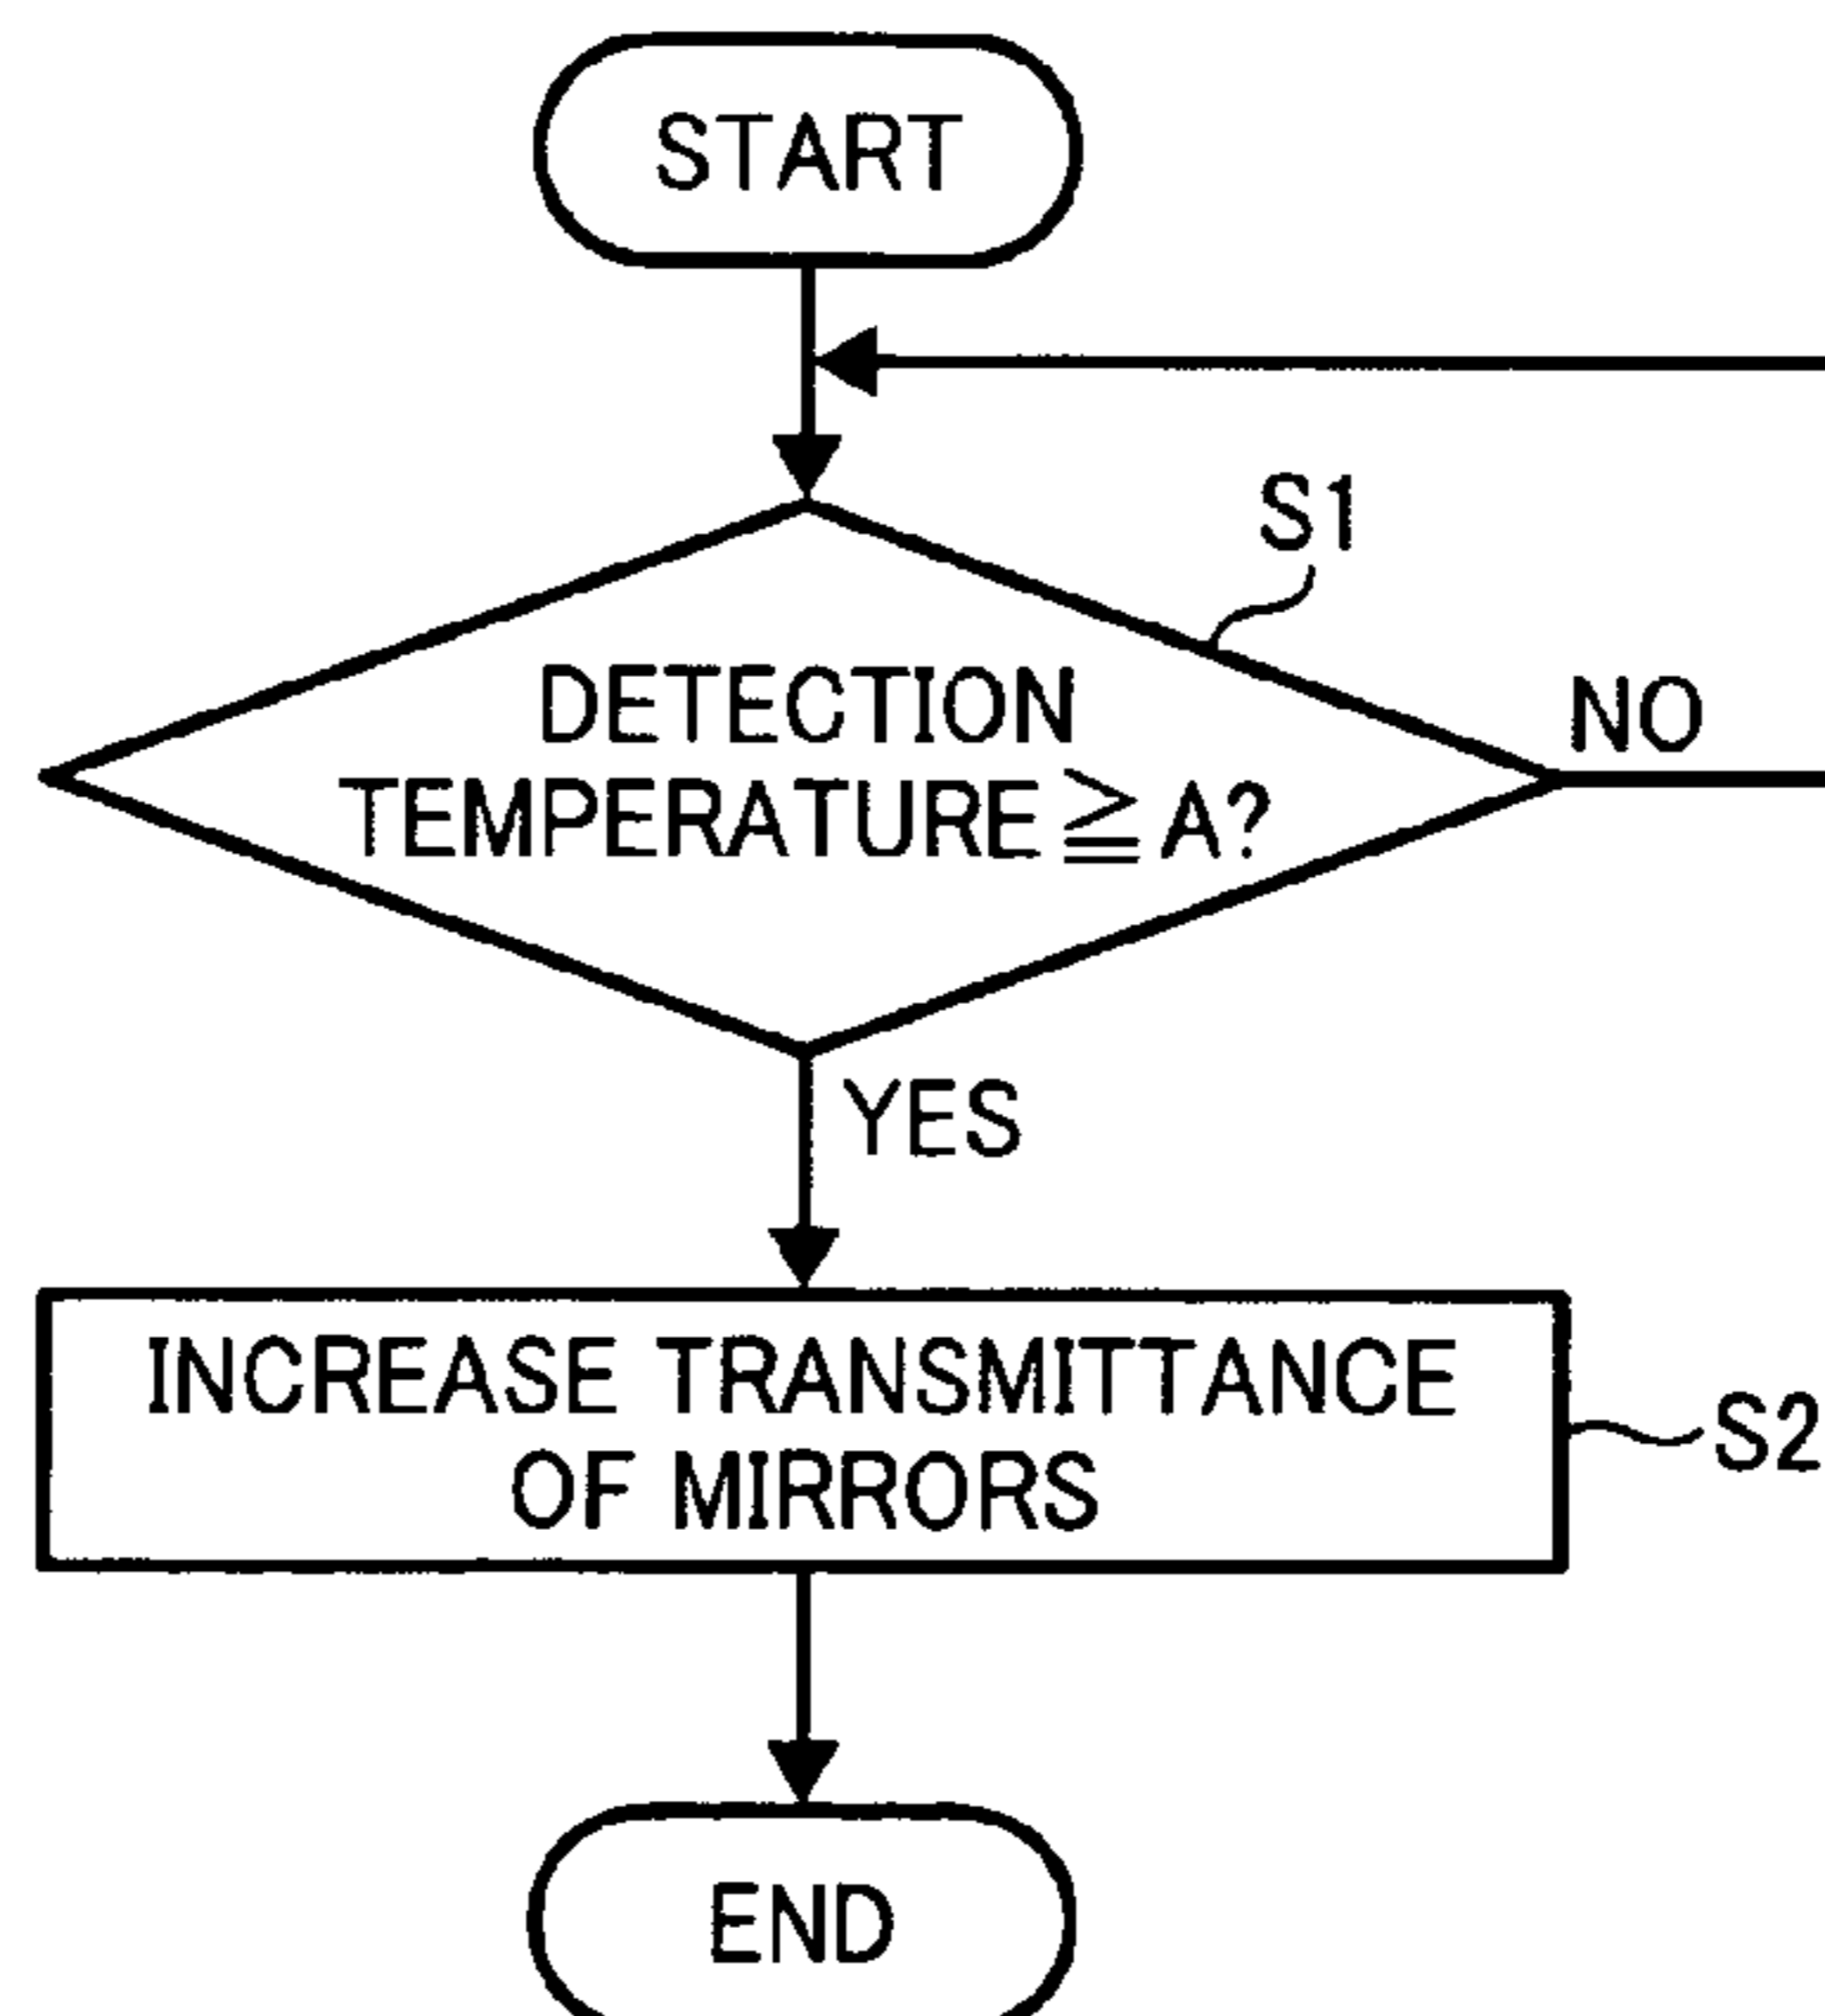 START
S1
DETECTION
TEMPERATURE≧A?
NO
YES
INCREASE TRANSMITTANCE
OF MIRRORS
S2
END